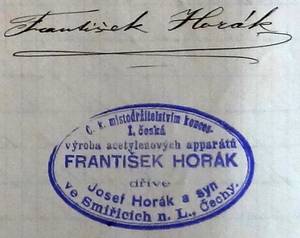 František Horák
C. k. místodržitelstvím konces.
I. česká
výroba acetylenových apparátů
FRANTIŠEK HORÁK
dříve
Josef Horák a syn
ve Smiřicích n. L., Čechy.